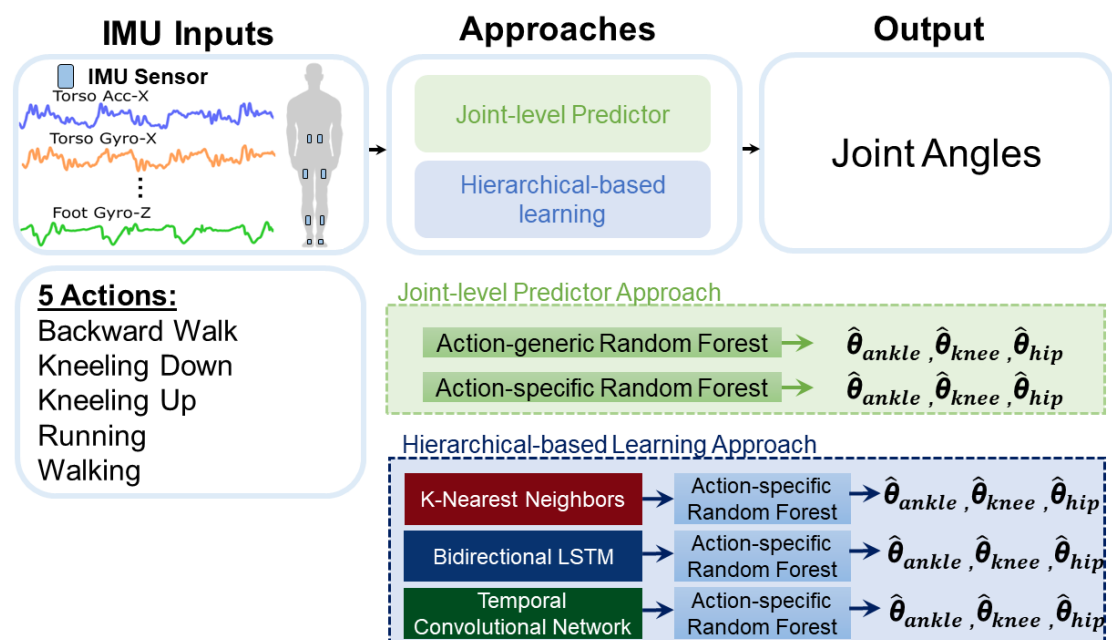 IMU Inputs
Approaches
Output
IMU Sensor
Torso Acc-X
Torso Gyro-X
Foot Gyro-Z
Joint-level Predictor
Hierarchical-based
learning
Joint Angles
5 Actions:
Backward Walk
Kneeling Down
Kneeling Up
Running
Walking
Joint-level Predictor Approach
Action-generic Random Forest
θ̂ankle ,θ̂knee ,θ̂hip
Action-specific Random Forest
θ̂ankle ,θ̂knee ,θ̂hip
Hierarchical-based Learning Approach
K-Nearest Neighbors
Action-specific
Random Forest
θ̂ankle ,θ̂knee ,θ̂hip
Bidirectional LSTM
Action-specific
Random Forest
θ̂ankle ,θ̂knee ,θ̂hip
Temporal
Convolutional Network
Action-specific
Random Forest
θ̂ankle ,θ̂knee ,θ̂hip